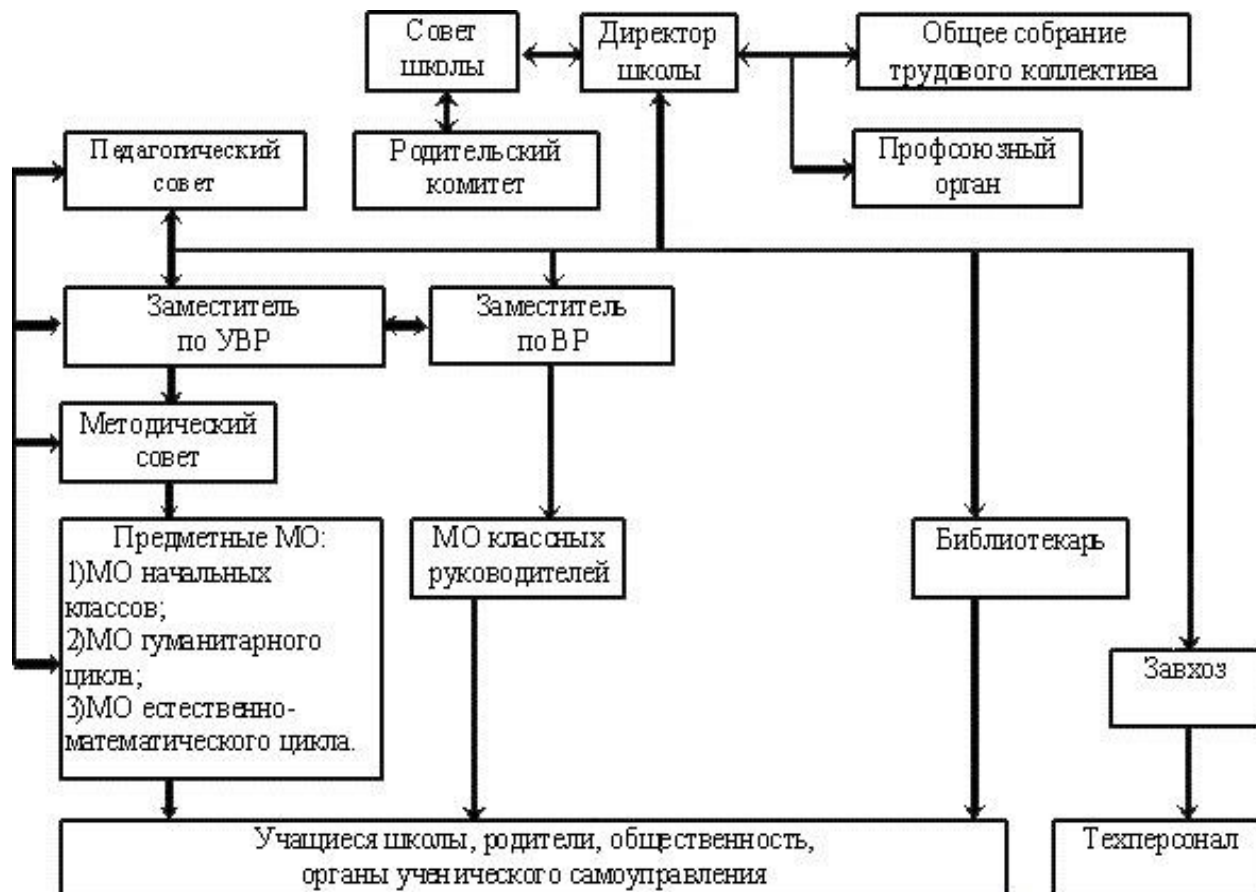 Совет
школы
Директор
школы
Общее собрание
трудового коллектива
Педагогический
совет
Родительский
комитет
Профсоюзный
орган
Заместитель
по УВР
Заместитель
по ВР
Методический
совет
Предметные МО:
1)МО начальных
классов;
2)МО гуманитарного
цикла;
3)МО естественно-
математического цикла.
МО классных
руководителей
Библиотекарь
Завхоз
Учащиеся школы, родители, общественность,
органы ученического самоуправления
Техперсонал